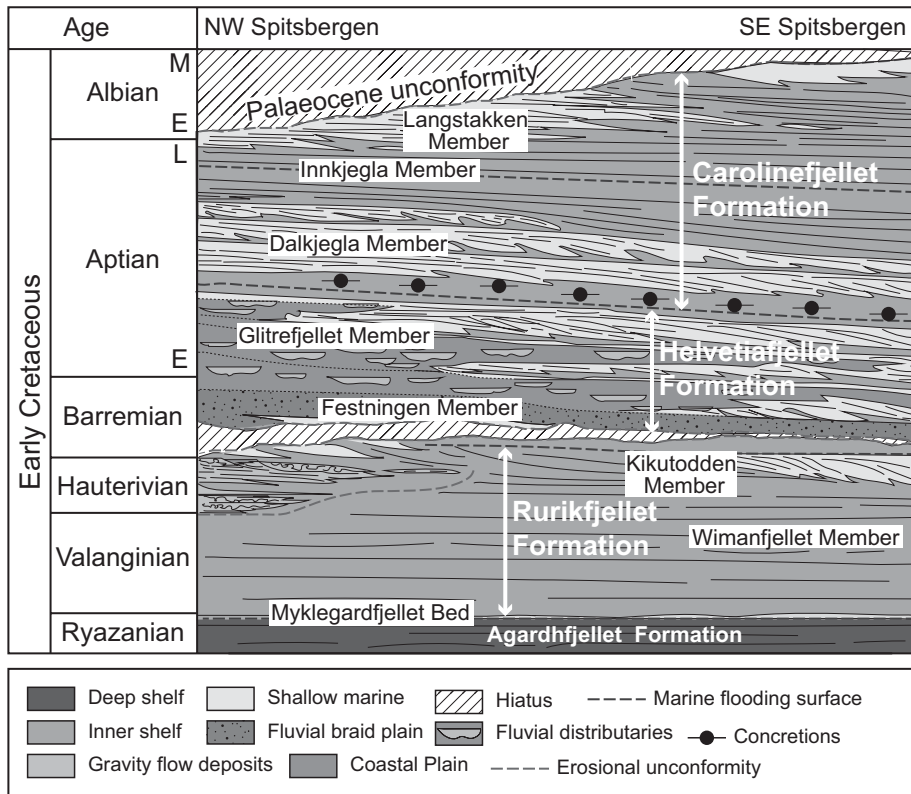 Age
NW Spitsbergen
SE Spitsbergen
Early Cretaceous
M
Albian
E
Palaeocene unconformity
Langstakken
Member
L
Innkjegla Member
Carolinefjellet
Formation
Aptian
Dalkjegla Member
Glitrefjellet Member
E
Helvetiafjellet
Formation
Barremian
Festningen Member
Kikutodden
Member
Hauterivian
Rurikfjellet
Formation
Wimanfjellet Member
Valanginian
Myklegardfjellet Bed
Ryazanian
Agardhfjellet Formation
Deep shelf
Shallow marine
Hiatus
Marine flooding surface
Inner shelf
Fluvial braid plain
Fluvial distributaries
Concretions
Gravity flow deposits
Coastal Plain
Erosional unconformity